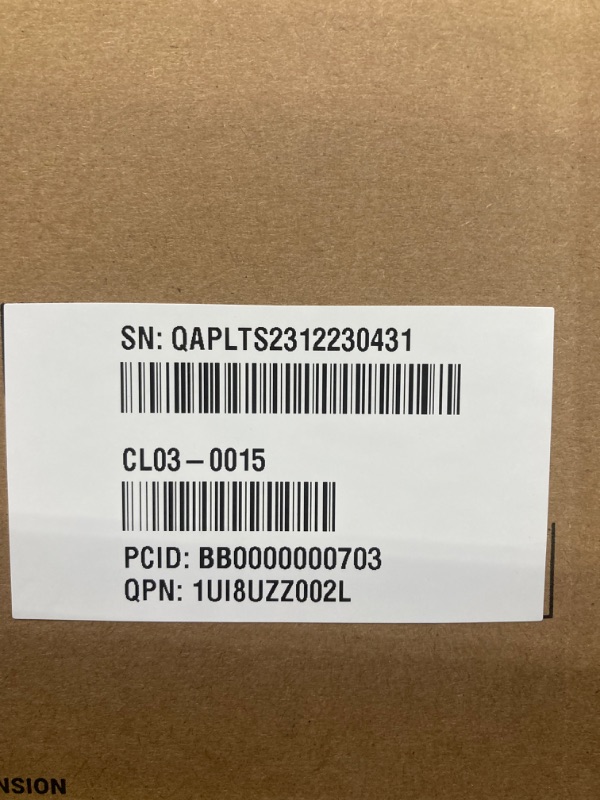 SN: QAPLTS2312230431
CL03-0015
PCID: BB0000000703
QPN: 1UI8UZZ002L
NSION